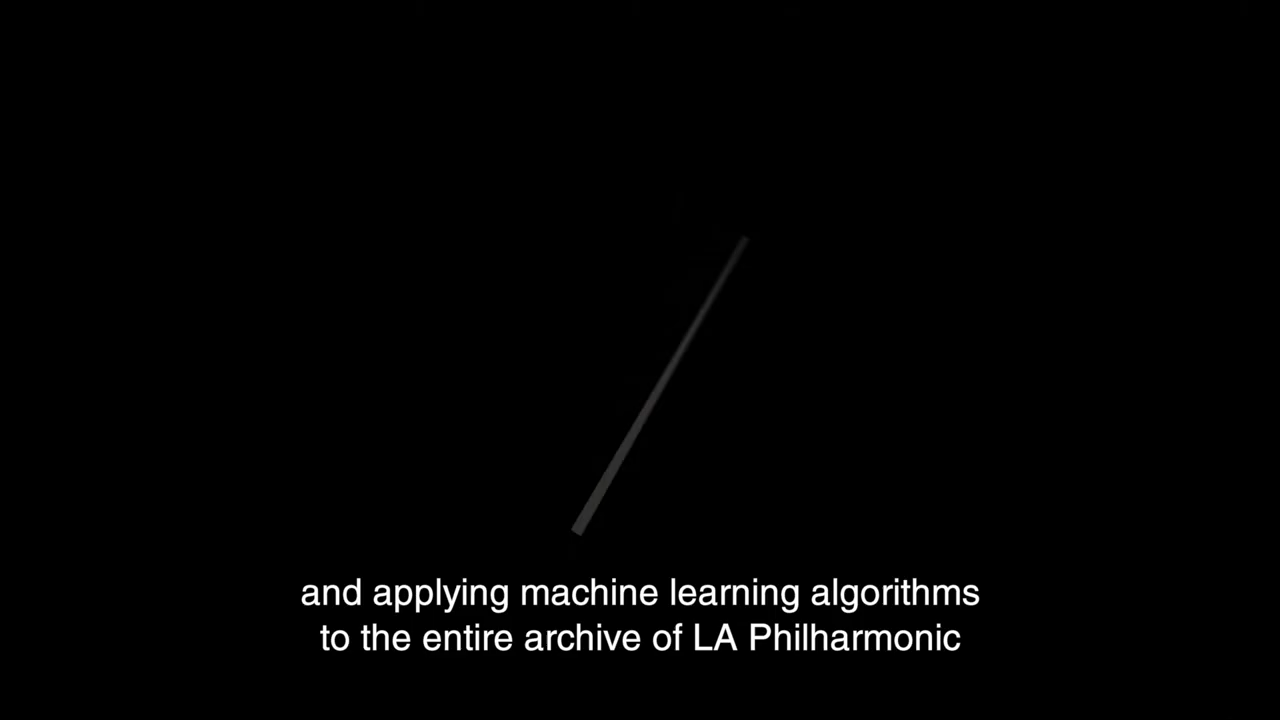 and applying machine learning algorithms
to the entire archive of LA Philharmonic